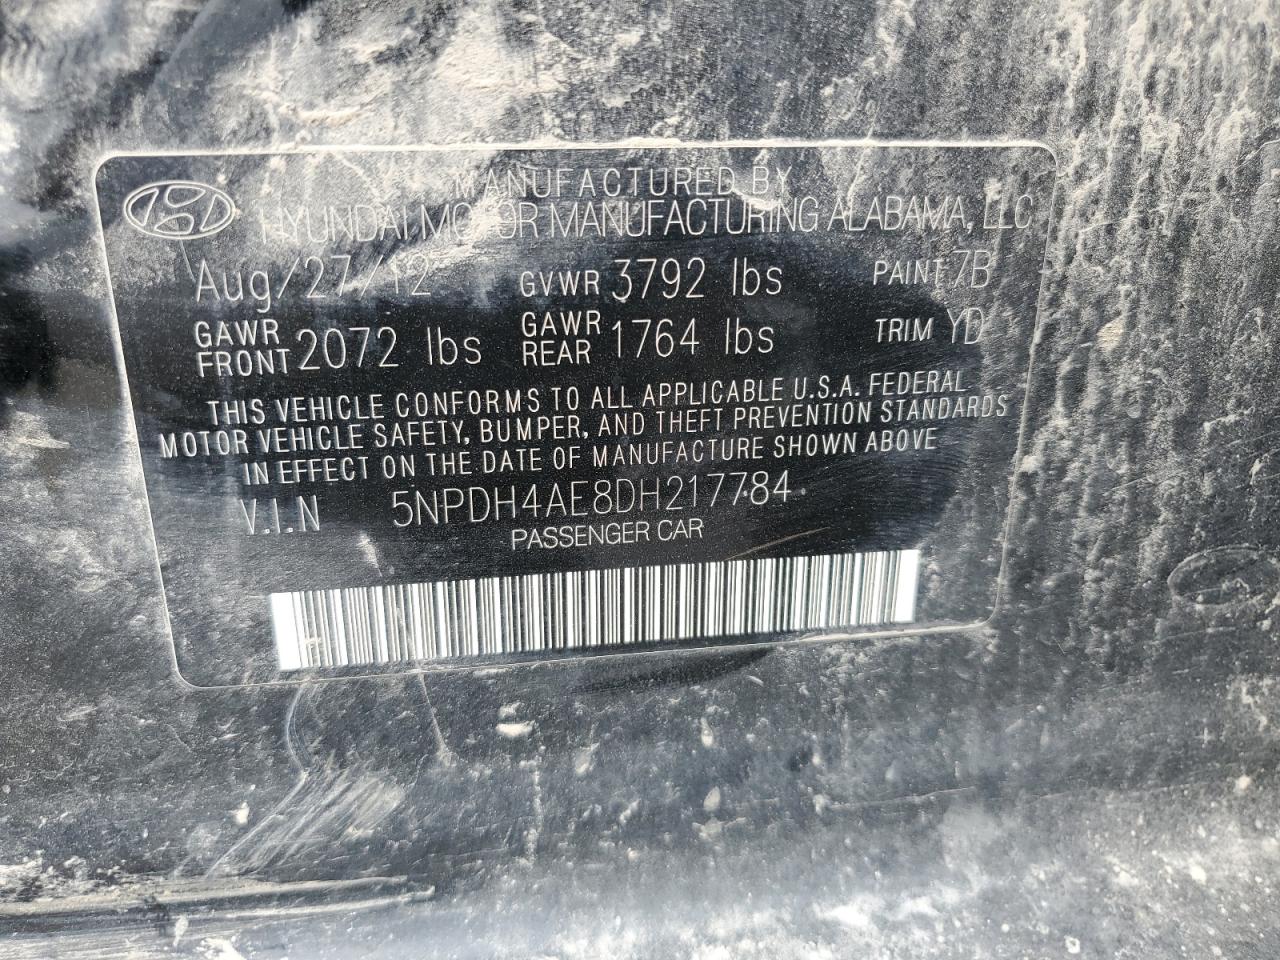 MANUFACTURED BY
HYUNDAI MOTOR MANUFACTURING ALABAMA, LLC
Aug/27/12 GVWR 3792 lbs PAINT 7B
GAWR FRONT 2072 lbs GAWR REAR 1764 lbs TRIM YD
THIS VEHICLE CONFORMS TO ALL APPLICABLE U.S.A. FEDERAL
MOTOR VEHICLE SAFETY, BUMPER, AND THEFT PREVENTION STANDARDS
IN EFFECT ON THE DATE OF MANUFACTURE SHOWN ABOVE
V.I.N 5NPDH4AE8DH217784
PASSENGER CAR